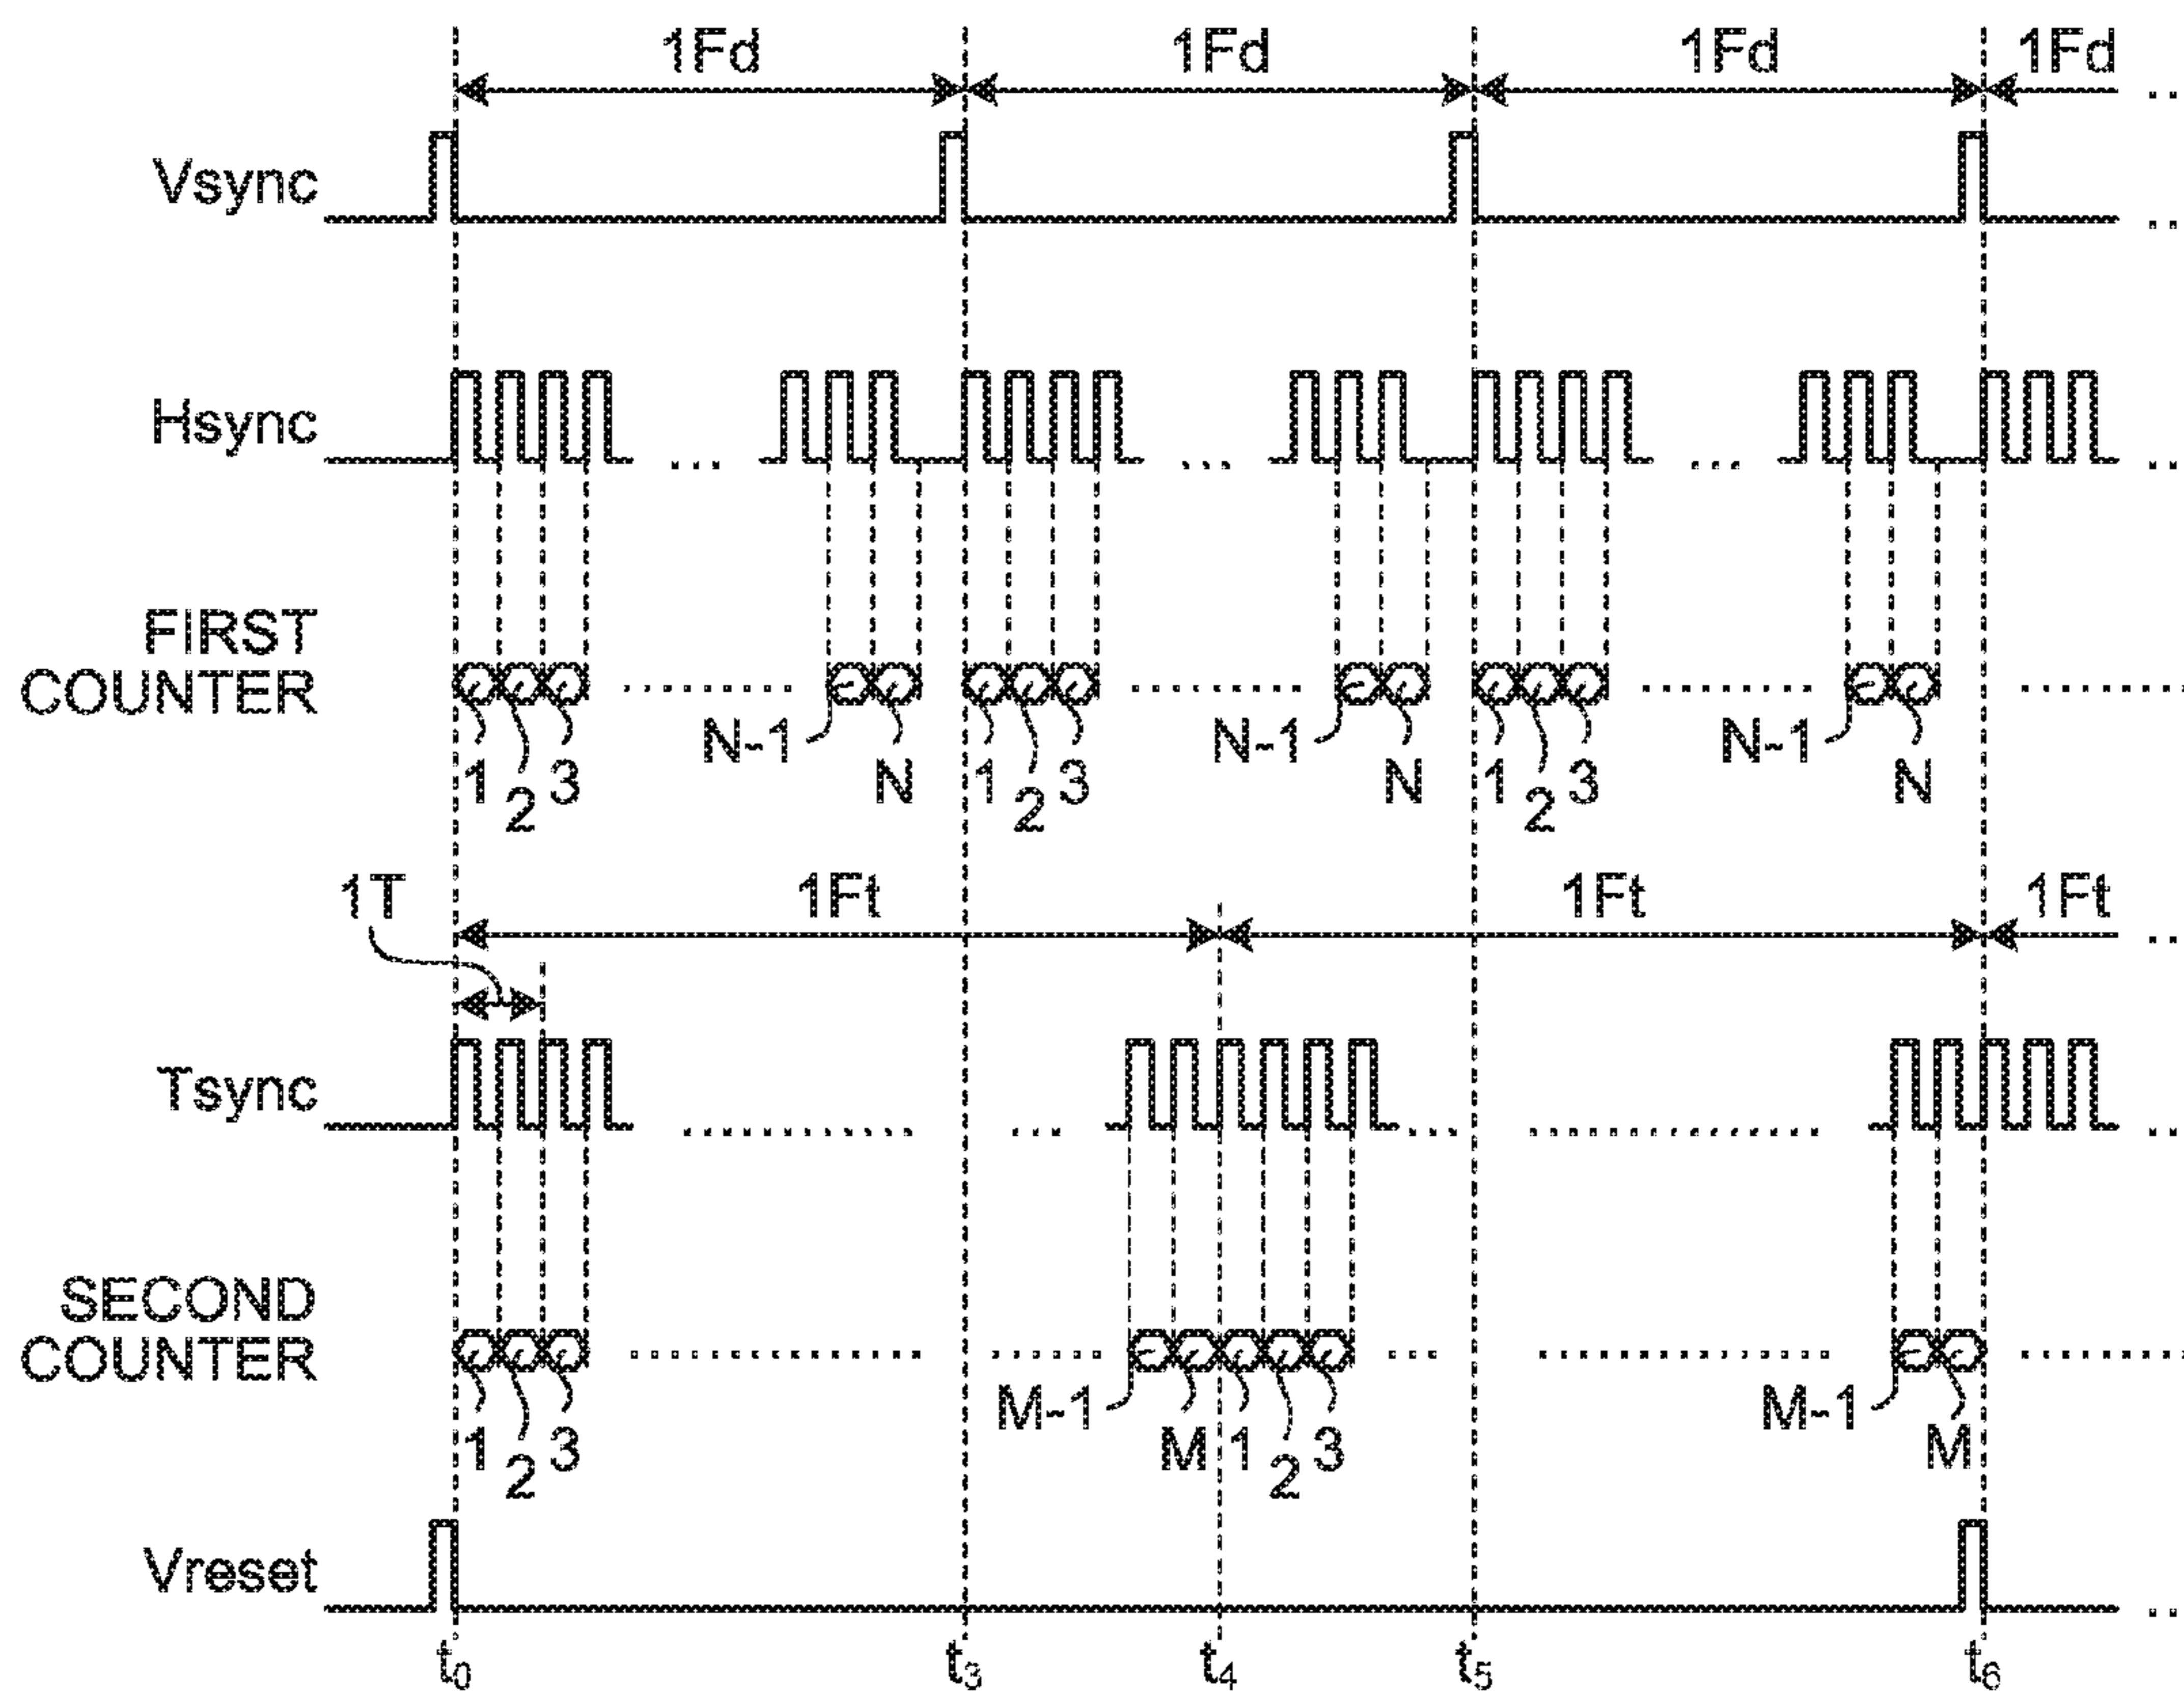 1Fd 1Fd 1Fd 1Fd
Vsync
Hsync
FIRST
COUNTER
N-1 N-1 N-1
1 2 3 N 1 2 3 N 1 2 3 N
1T 1Ft 1Ft 1Ft
Tsync
SECOND
COUNTER
M-1 M-1
1 2 3 M 1 2 3 M
Vreset
t0 t3 t4 t5 t6